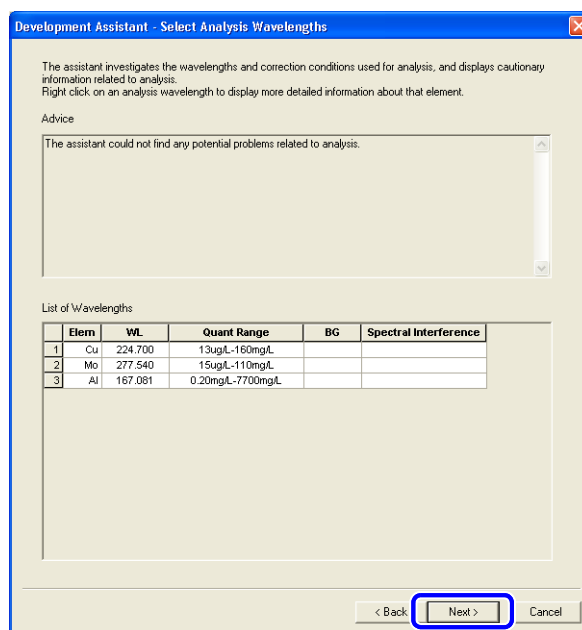 Development Assistant - Select Analysis Wavelengths
The assistant investigates the wavelengths and correction conditions used for analysis, and displays cautionary
information related to analysis.
Right click on an analysis wavelength to display more detailed information about that element.
Advice
The assistant could not find any potential problems related to analysis.
List of Wavelengths
Elem WL Quant Range BG Spectral Interference
1 Cu 224.700 13ug/L-160mg/L
2 Mo 277.540 15ug/L-110mg/L
3 Al 167.081 0.20mg/L-7700mg/L
< Back Next > Cancel